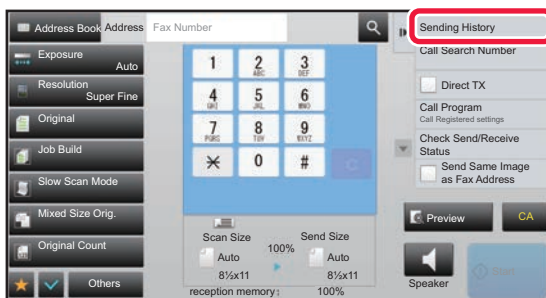 Address Book
Address
Fax Number
Sending History
Call Search Number
Exposure
Auto
Direct TX
Resolution
Super Fine
Call Program
Call Registered settings
Original
Check Send/Receive
Status
Job Build
Send Same Image
as Fax Address
Slow Scan Mode
Mixed Size Orig.
Original Count
Others
1
2
ABC
3
DEF
4
GHI
5
JKL
6
MNO
7
PQRS
8
TUV
9
WXYZ
0
#
C
Scan Size
100%
Send Size
Auto
Auto
8½x11
8½x11
reception memory:
100%
Preview
CA
Speaker
Start